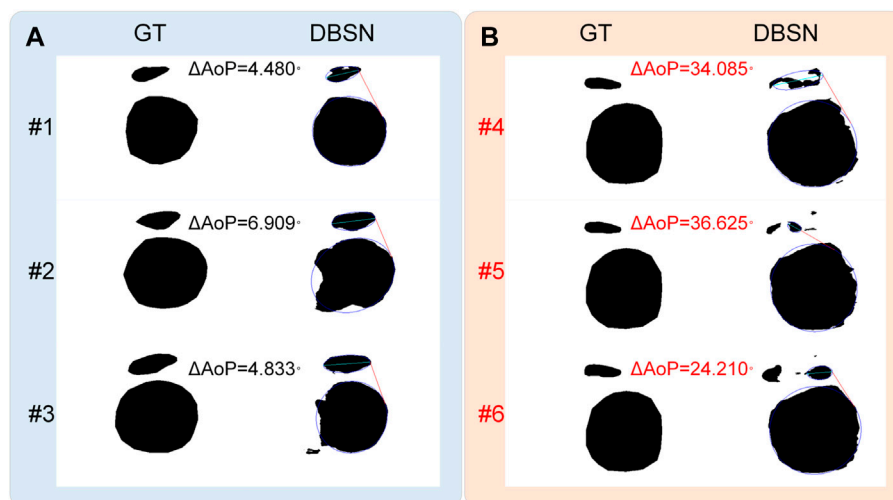 A GT DBSN
#1 ΔAoP=4.480°
#2 ΔAoP=6.909°
#3 ΔAoP=4.833°
B GT DBSN
#4 ΔAoP=34.085°
#5 ΔAoP=36.625°
#6 ΔAoP=24.210°